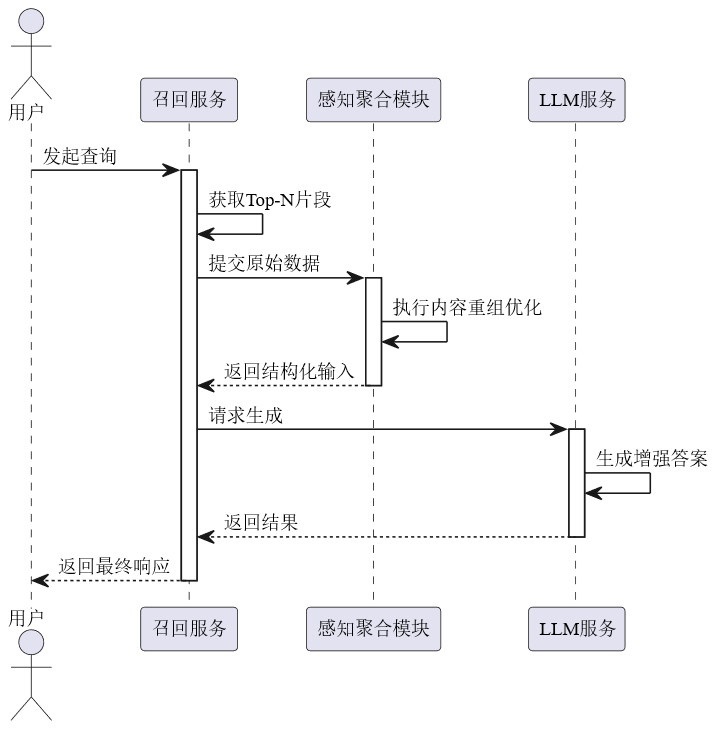 用户
召回服务
感知聚合模块
LLM服务
发起查询
获取Top-N片段
提交原始数据
执行内容重组优化
返回结构化输入
请求生成
生成增强答案
返回结果
返回最终响应
用户
召回服务
感知聚合模块
LLM服务